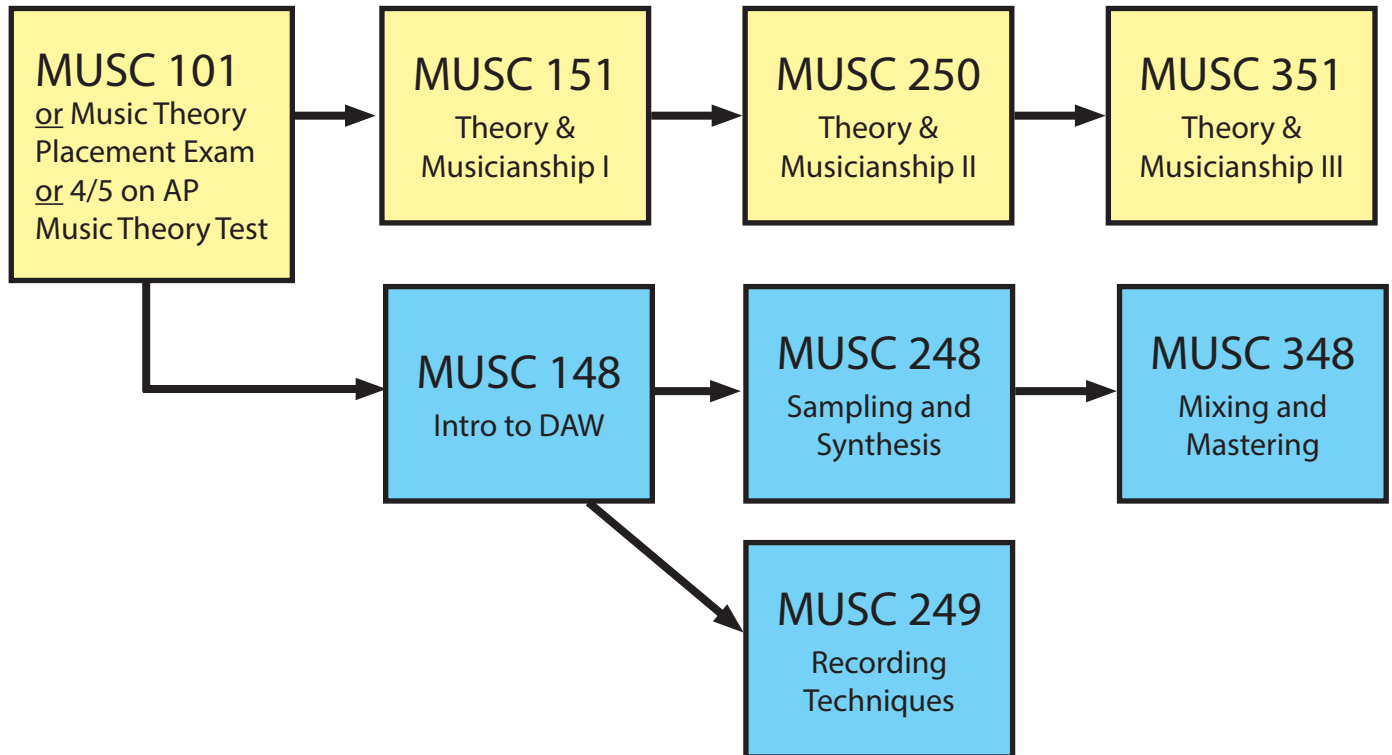 MUSC 101
or Music Theory
Placement Exam
or 4/5 on AP
Music Theory Test
MUSC 151
Theory &
Musicianship I
MUSC 250
Theory &
Musicianship II
MUSC 351
Theory &
Musicianship III
MUSC 148
Intro to DAW
MUSC 248
Sampling and
Synthesis
MUSC 348
Mixing and
Mastering
MUSC 249
Recording
Techniques